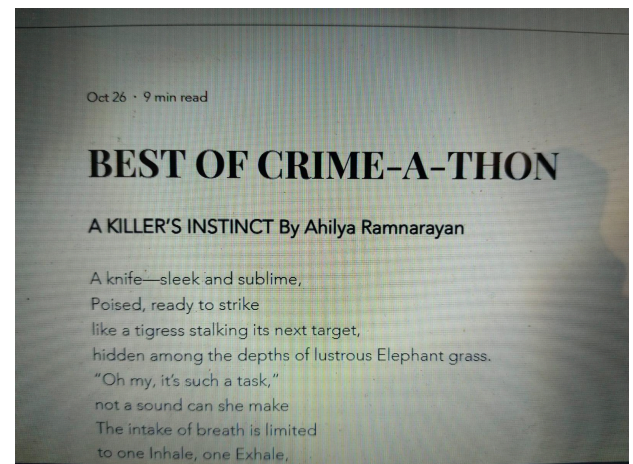 Oct 26 · 9 min read
BEST OF CRIME-A-THON
A KILLER'S INSTINCT By Ahilya Ramnarayan
A knife—sleek and sublime,
Poised, ready to strike
like a tigress stalking its next target,
hidden among the depths of lustrous Elephant grass.
"Oh my, it's such a task,"
not a sound can she make
The intake of breath is limited
to one Inhale, one Exhale,